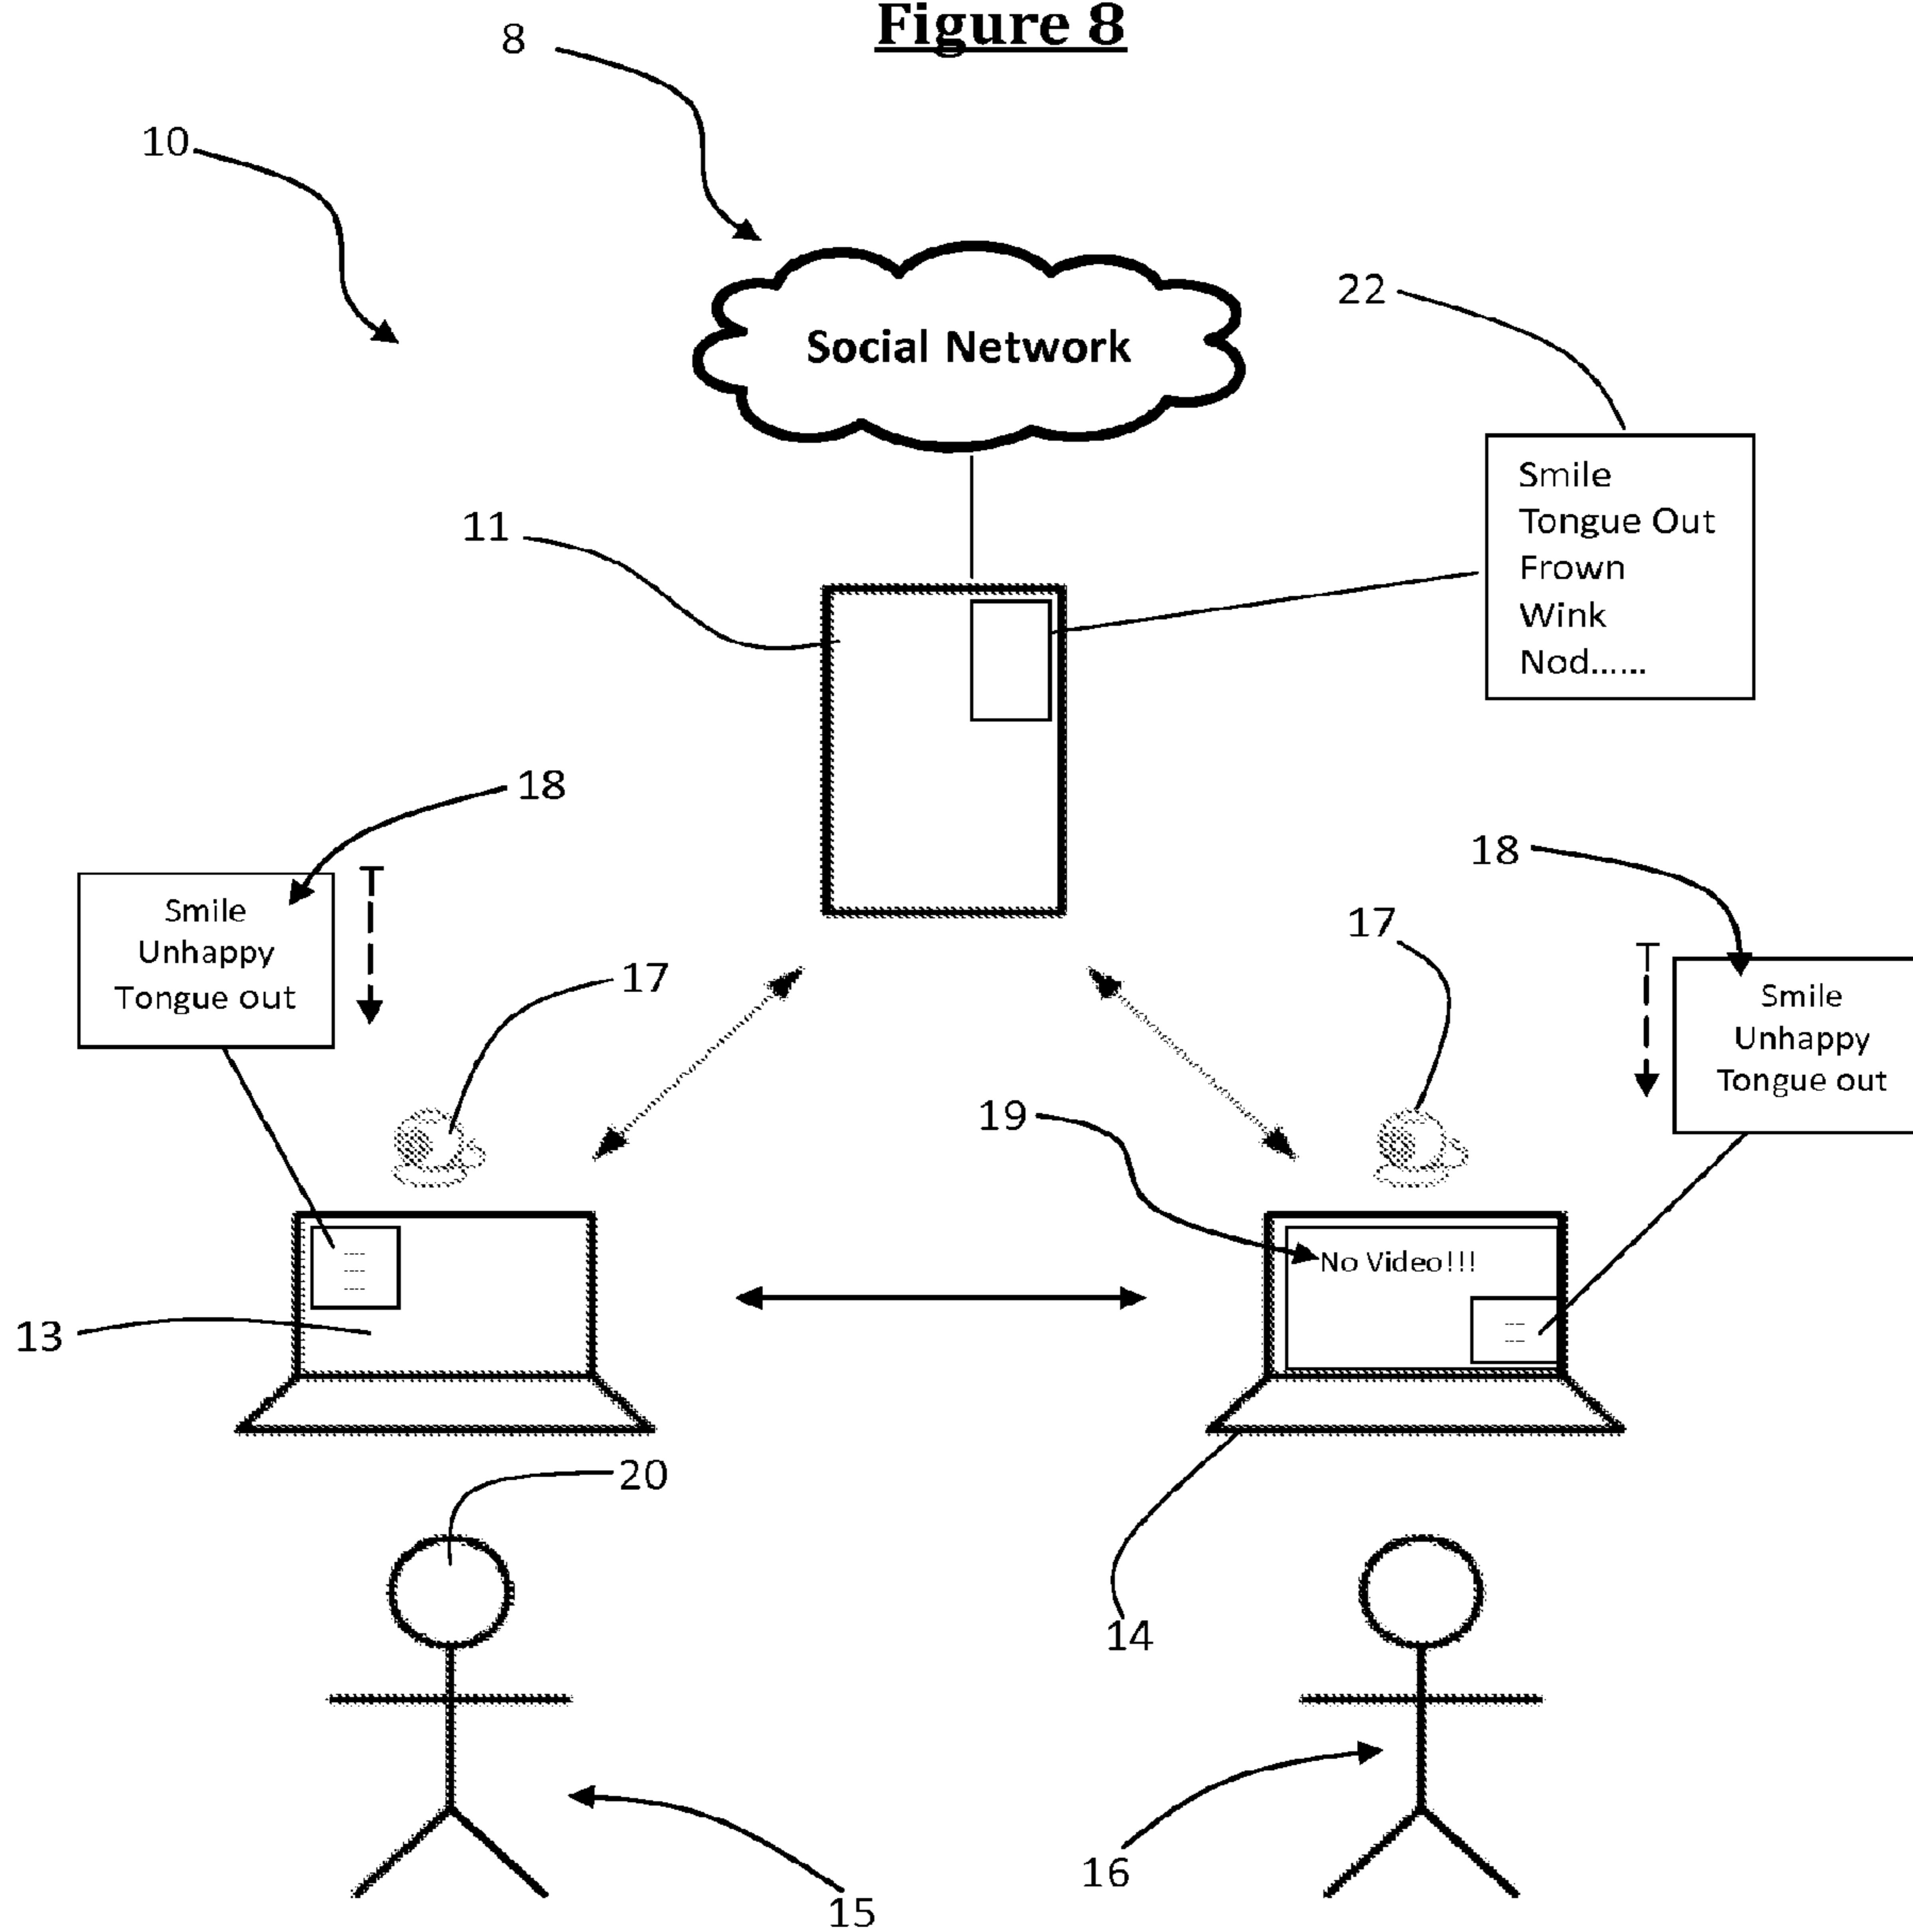 Figure 8
8
10
Social Network
22
Smile
Tongue Out
Frown
Wink
Nod......
11
18
Smile
Unhappy
Tongue out
T
17
18
17
T
Smile
Unhappy
Tongue out
19
No Video!!!
13
20
14
16
15